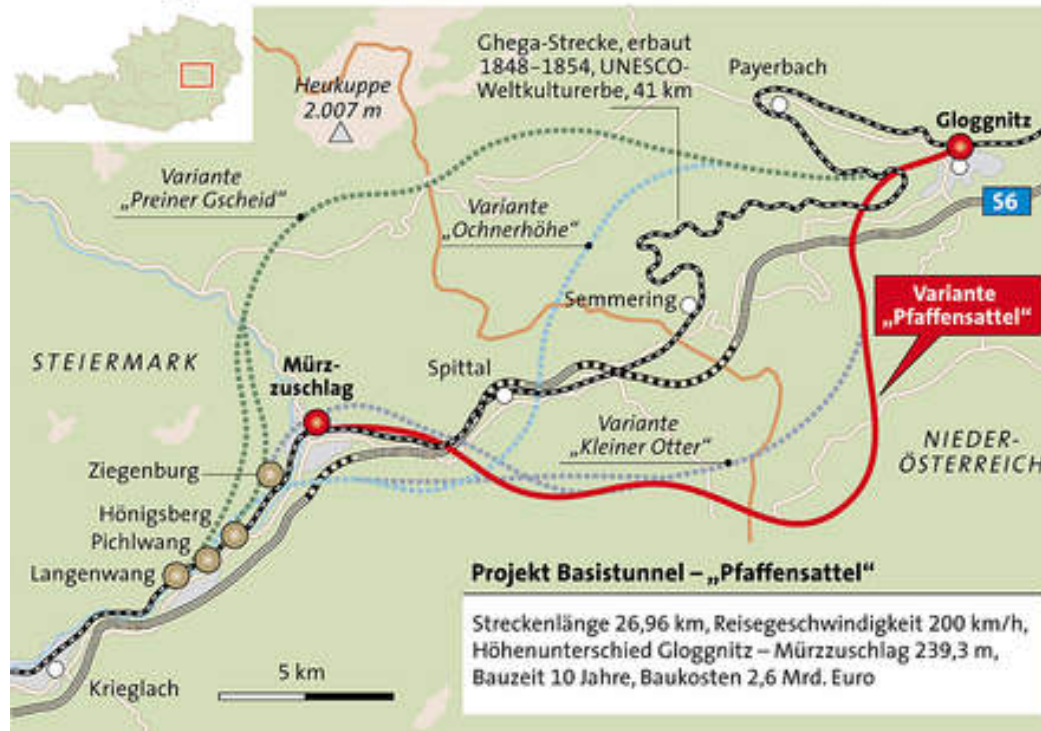 Ghega-Strecke, erbaut
1848–1854, UNESCO-
Weltkulturerbe, 41 km
Payerbach
Heukuppe
2.007 m
Gloggnitz
Variante
„Preiner Gscheid“
Variante
„Ochnerhöhe“
S6
Semmering
Variante
„Pfaffensattel“
STEIERMARK
Mürz-
zuschlag
Spittal
Variante
„Kleiner Otter“
NIEDER-
ÖSTERREICH
Ziegenburg
Hönigsberg
Pichlwang
Langenwang
Krieglach
5 km
Projekt Basistunnel – „Pfaffensattel“
Streckenlänge 26,96 km, Reisegeschwindigkeit 200 km/h,
Höhenunterschied Gloggnitz – Mürzzuschlag 239,3 m,
Bauzeit 10 Jahre, Baukosten 2,6 Mrd. Euro